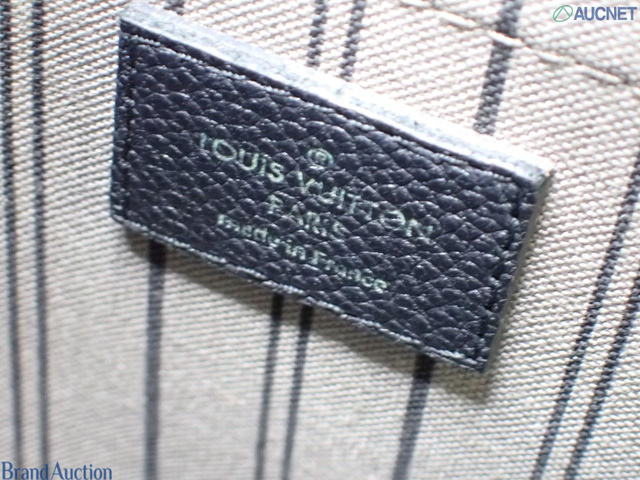 AUCNET
®
LOUIS VUITTON
PARIS
made in France
Brand Auction